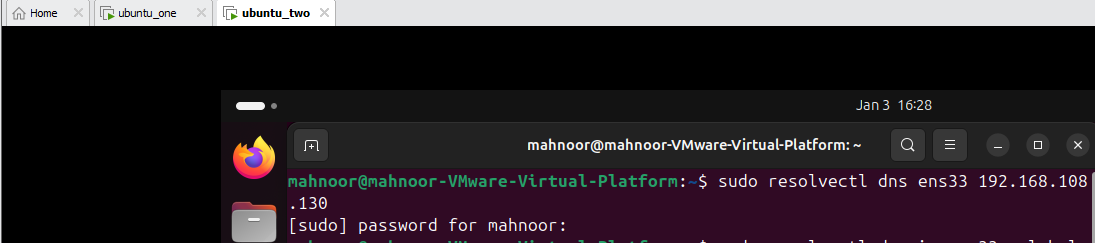 Home
ubuntu_one
ubuntu_two
Jan 3 16:28
mahnoor@mahnoor-VMware-Virtual-Platform: ~
mahnoor@mahnoor-VMware-Virtual-Platform:~$ sudo resolvectl dns ens33 192.168.108
.130
[sudo] password for mahnoor: